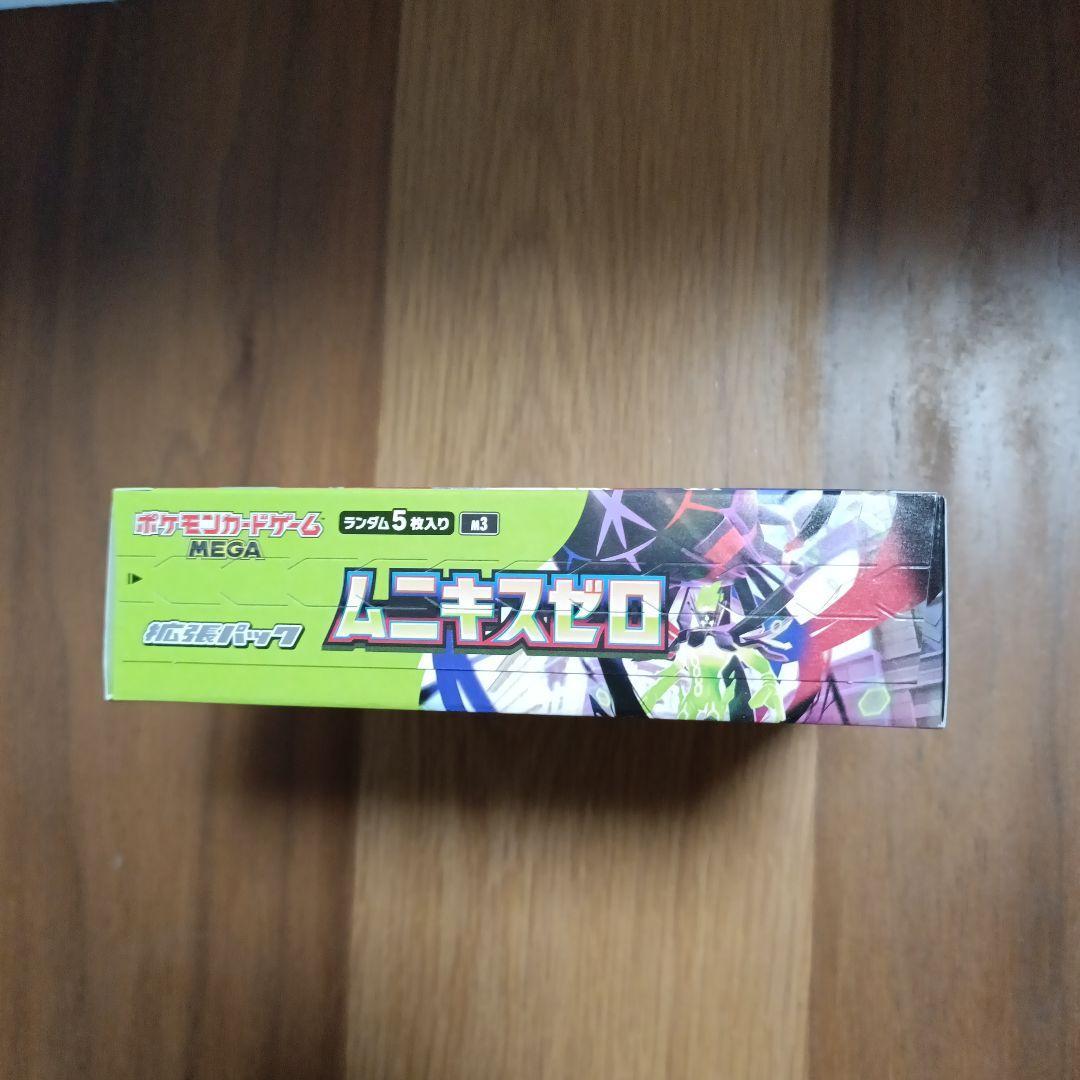 ポケモンカードゲーム
MEGA
ランダム5枚入り M3
拡張パック
ムニキスゼロ